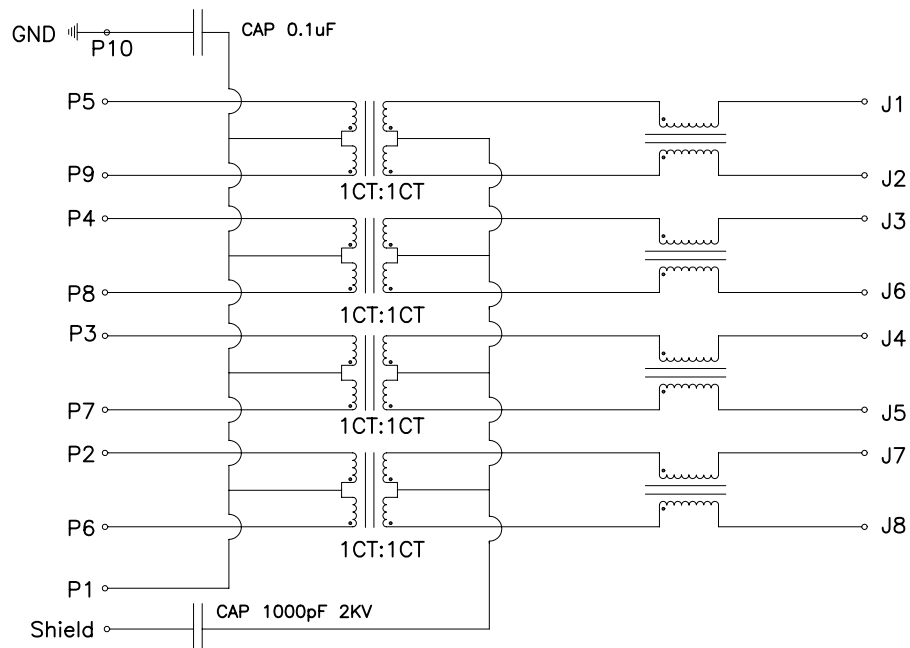 GND
P10
CAP 0.1uF
P5
J1
P9
J2
1CT:1CT
P4
J3
P8
J6
1CT:1CT
P3
J4
P7
J5
1CT:1CT
P2
J7
P6
J8
1CT:1CT
P1
CAP 1000pF 2KV
Shield